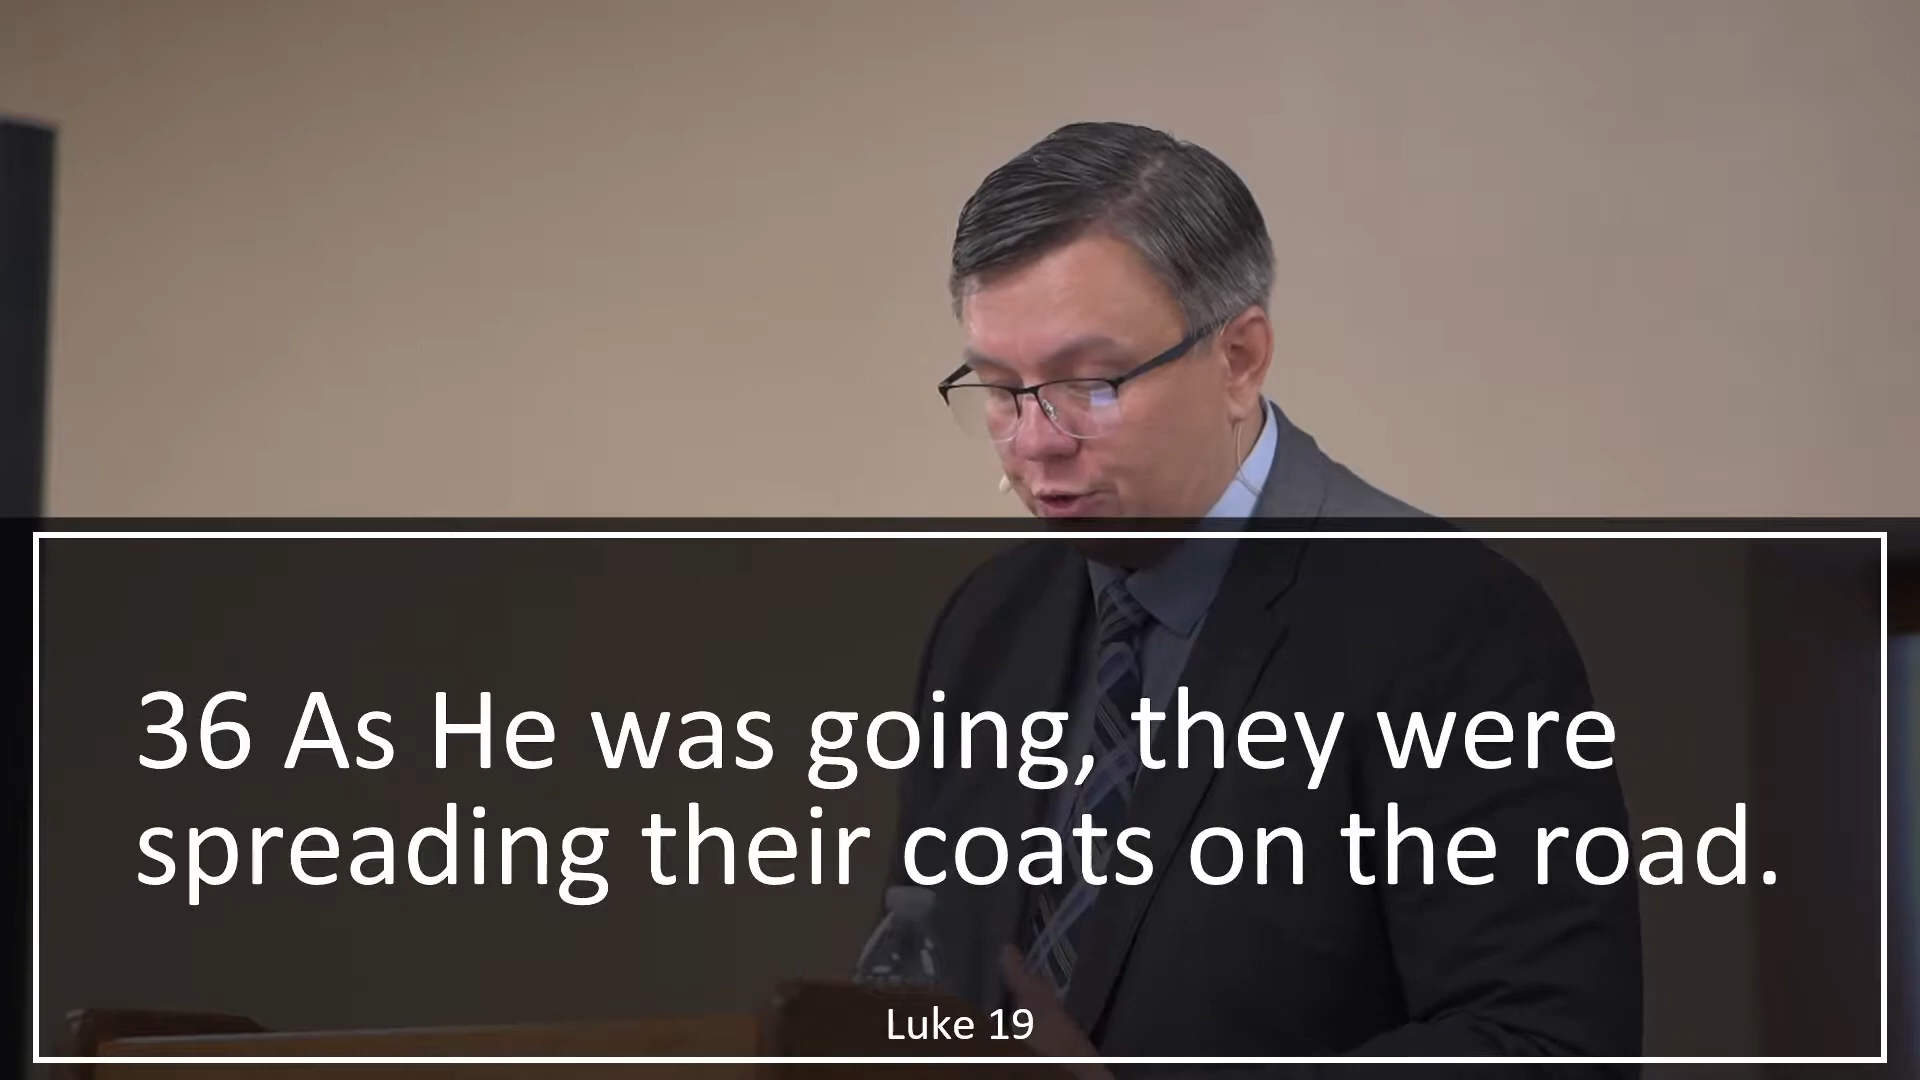 36 As He was going, they were
spreading their coats on the road.
Luke 19